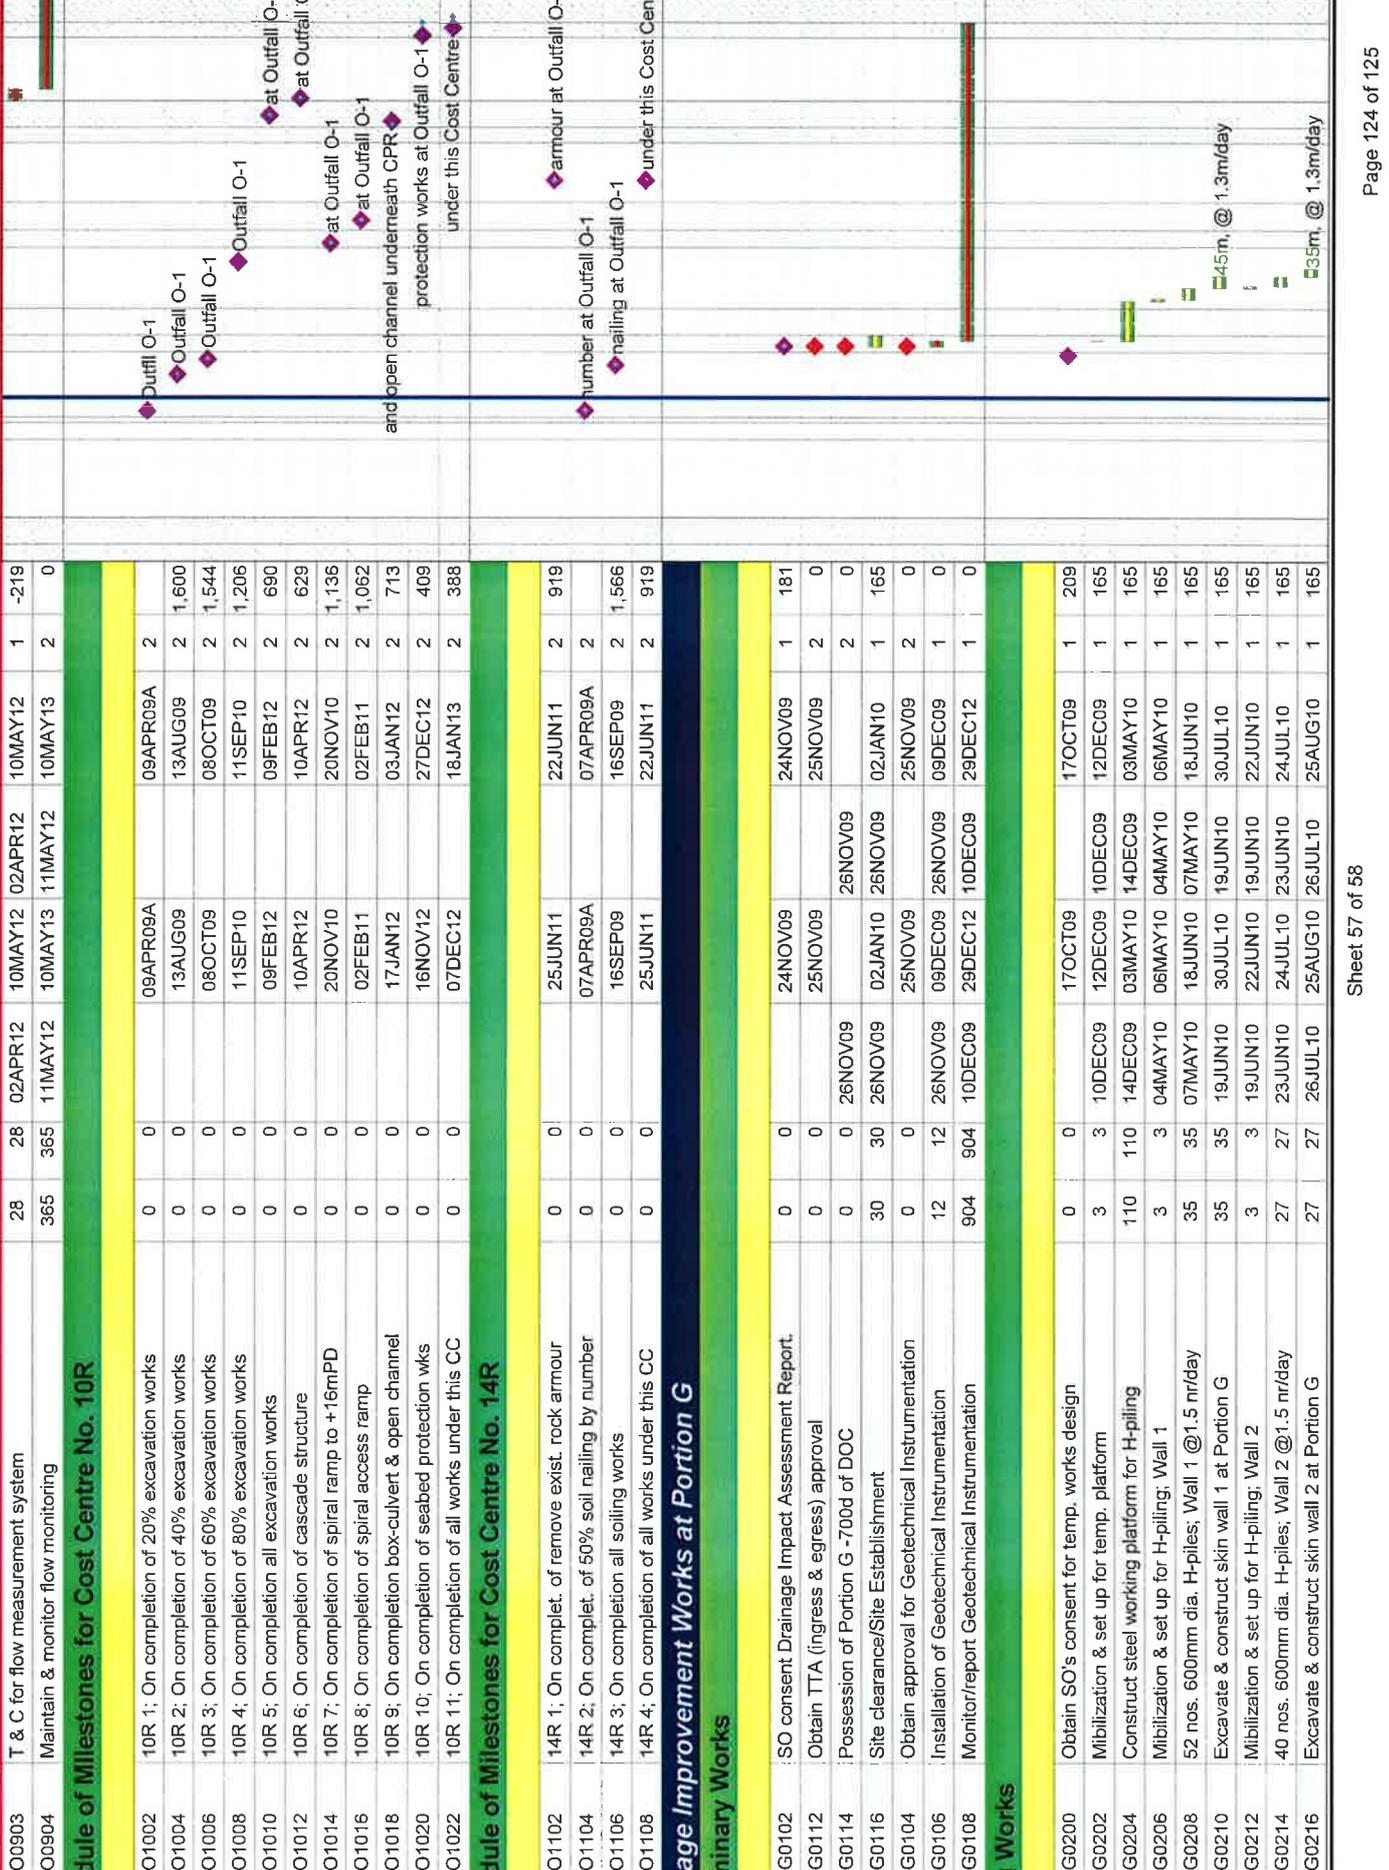 O0903 T & C for flow measurement system 28 28 02APR12 10MAY12 02APR12 10MAY12 1 -219
O0904 Maintain & monitor flow monitoring 365 365 11MAY12 10MAY13 11MAY12 10MAY13 2 0
dule of Milestones for Cost Centre No. 10R
O1002 10R 1; On completion of 20% excavation works 0 0 09APR09A 09APR09A 2 Outfll O-1
O1004 10R 2; On completion of 40% excavation works 0 0 13AUG09 13AUG09 2 1,600 Outfall O-1
O1006 10R 3; On completion of 60% excavation works 0 0 08OCT09 08OCT09 2 1,544 Outfall O-1
O1008 10R 4; On completion of 80% excavation works 0 0 11SEP10 11SEP10 2 1,206 Outfall O-1
O1010 10R 5; On completion all excavation works 0 0 09FEB12 09FEB12 2 690 at Outfall O-
O1012 10R 6; On completion of cascade structure 0 0 10APR12 10APR12 2 629 at Outfall
O1014 10R 7; On completion of spiral ramp to +16mPD 0 0 20NOV10 20NOV10 2 1,136 at Outfall O-1
O1016 10R 8; On completion of spiral access ramp 0 0 02FEB11 02FEB11 2 1,062 at Outfall O-1
O1018 10R 9; On completion box-culvert & open channel 0 0 17JAN12 03JAN12 2 713 and open channel underneath CPR
O1020 10R 10; On completion of seabed protection wks 0 0 16NOV12 27DEC12 2 409 protection works at Outfall O-1
O1022 10R 11; On completion of all works under this CC 0 0 07DEC12 18JAN13 2 388 under this Cost Centre
dule of Milestones for Cost Centre No. 14R
O1102 14R 1; On complet. of remove exist. rock armour 0 0 25JUN11 22JUN11 2 919 armour at Outfall O-
O1104 14R 2; On complet. of 50% soil nailing by number 0 0 07APR09A 07APR09A 2 number at Outfall O-1
O1106 14R 3; On completion all soiling works 0 0 16SEP09 16SEP09 2 1,566 nailing at Outfall O-1
O1108 14R 4; On completion of all works under this CC 0 0 25JUN11 22JUN11 2 919 under this Cost Cen
age Improvement Works at Portion G
minary Works
G0102 SO consent Drainage Impact Assessment Report. 0 0 24NOV09 24NOV09 1 181
G0112 Obtain TTA (ingress & egress) approval 0 0 25NOV09 25NOV09 2 0
G0114 Possession of Portion G -700d of DOC 0 0 26NOV09 26NOV09 2 0
G0116 Site clearance/Site Establishment 30 30 26NOV09 02JAN10 26NOV09 02JAN10 1 165
G0104 Obtain approval for Geotechnical Instrumentation 0 0 25NOV09 25NOV09 2 0
G0106 Installation of Geotechnical Instrumentation 12 12 26NOV09 09DEC09 26NOV09 09DEC09 1 0
G0108 Monitor/report Geotechnical Instrumentation 904 904 10DEC09 29DEC12 10DEC09 29DEC12 1 0
Works
G0200 Obtain SO's consent for temp. works design 0 0 17OCT09 17OCT09 1 209
G0202 Mibilization & set up for temp. platform 3 3 10DEC09 12DEC09 10DEC09 12DEC09 1 165
G0204 Construct steel working platform for H-piling 110 110 14DEC09 03MAY10 14DEC09 03MAY10 1 165
G0206 Mibilization & set up for H-piling; Wall 1 3 3 04MAY10 06MAY10 04MAY10 06MAY10 1 165
G0208 52 nos. 600mm dia. H-piles; Wall 1 @1.5 nr/day 35 35 07MAY10 18JUN10 07MAY10 18JUN10 1 165
G0210 Excavate & construct skin wall 1 at Portion G 35 35 19JUN10 30JUL10 19JUN10 30JUL10 1 165 45m, @ 1.3m/day
G0212 Mibilization & set up for H-piling; Wall 2 3 3 19JUN10 22JUN10 19JUN10 22JUN10 1 165
G0214 40 nos. 600mm dia. H-piles; Wall 2 @1.5 nr/day 27 27 23JUN10 24JUL10 23JUN10 24JUL10 1 165
G0216 Excavate & construct skin wall 2 at Portion G 27 27 26JUL10 25AUG10 26JUL10 25AUG10 1 165 35m, @ 1.3m/day
Sheet 57 of 58
Page 124 of 125